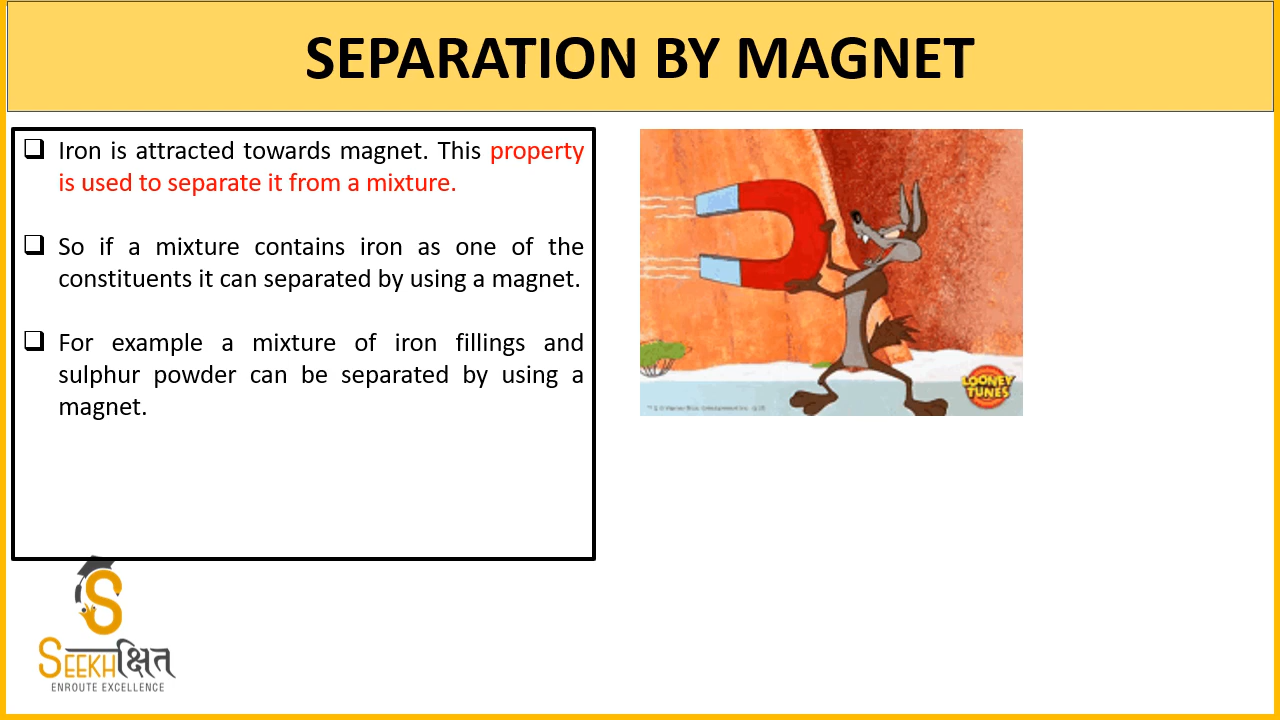 SEPARATION BY MAGNET
Iron is attracted towards magnet. This property
is used to separate it from a mixture.
So if a mixture contains iron as one of the
constituents it can separated by using a magnet.
For example a mixture of iron fillings and
sulphur powder can be separated by using a
magnet.
LOONEY
TUNES
S
SEEKHक्षित
ENROUTE EXCELLENCE